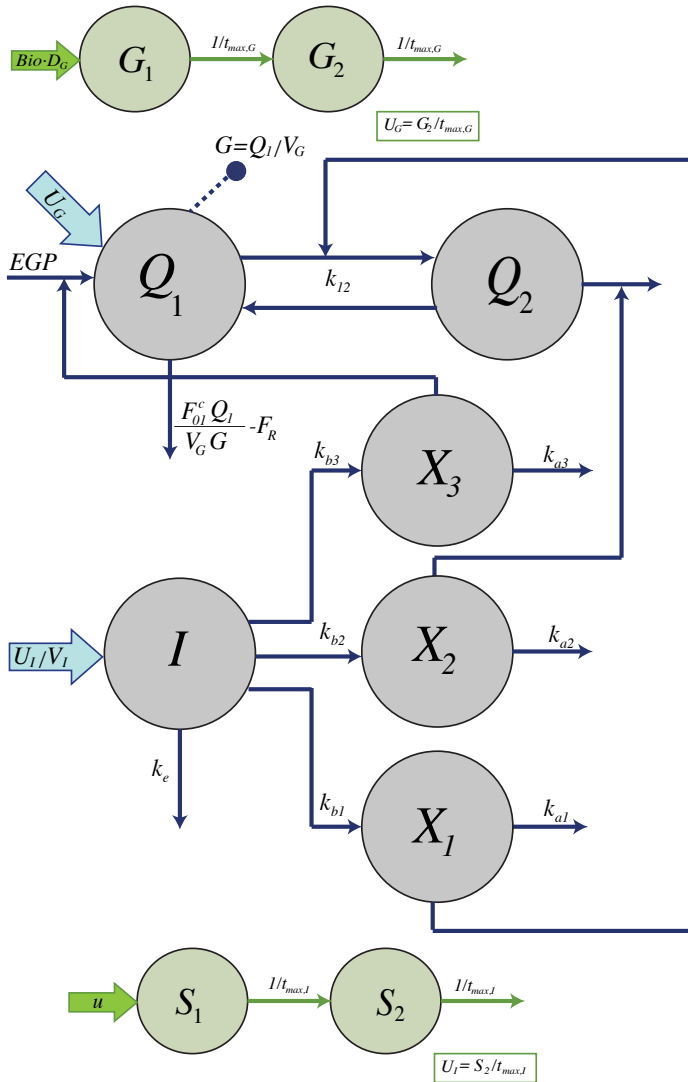 Bio·D_G
G_1
1/t_max,G
G_2
1/t_max,G
U_G= G_2/t_max,G
G=Q_1/V_G
U_G
EGP
Q_1
k_12
Q_2
F_01^c Q_1
V_G G
-F_R
k_b3
X_3
k_a3
U_I/V_I
I
k_b2
X_2
k_a2
k_e
k_b1
X_1
k_a1
u
S_1
1/t_max,I
S_2
1/t_max,I
U_I= S_2/t_max,I